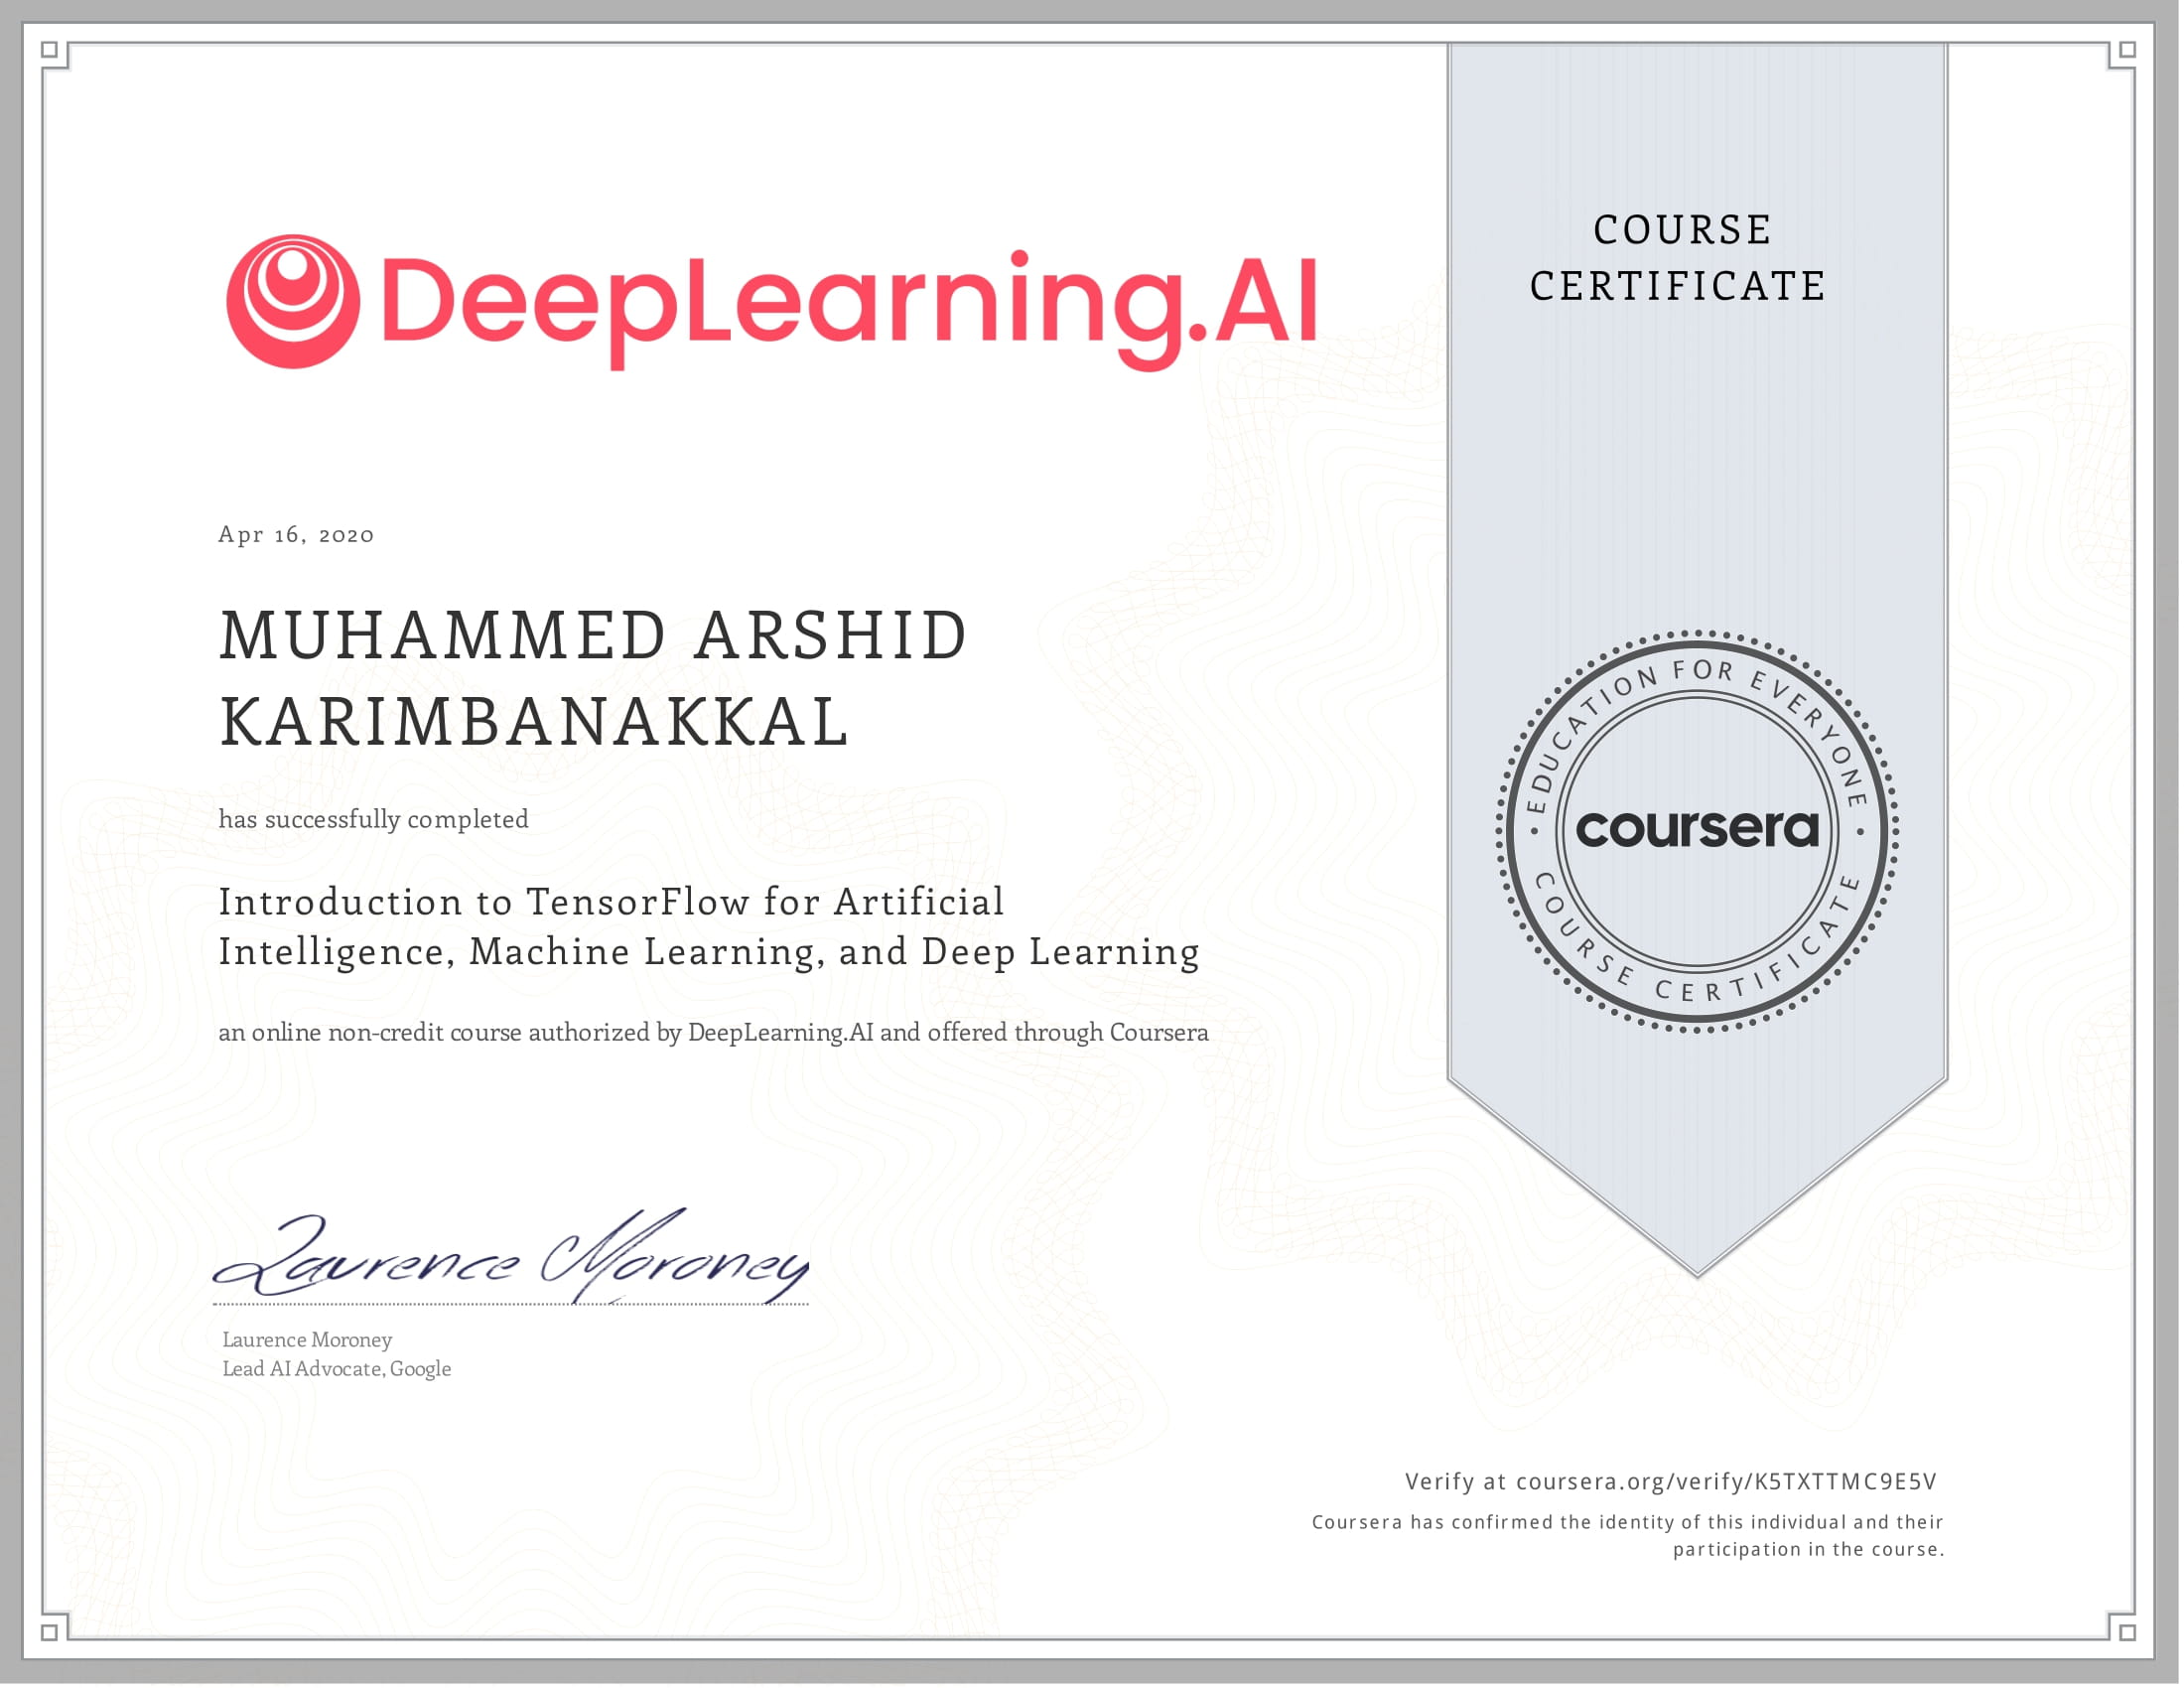 DeepLearning.AI
COURSE
CERTIFICATE
Apr 16, 2020
MUHAMMED ARSHID
KARIMBANAKKAL
has successfully completed
Introduction to TensorFlow for Artificial
Intelligence, Machine Learning, and Deep Learning
an online non-credit course authorized by DeepLearning.AI and offered through Coursera
EDUCATION FOR EVERYONE
coursera
COURSE CERTIFICATE
Laurence Moroney
Laurence Moroney
Lead AI Advocate, Google
Verify at coursera.org/verify/K5TXTTMC9E5V
Coursera has confirmed the identity of this individual and their
participation in the course.